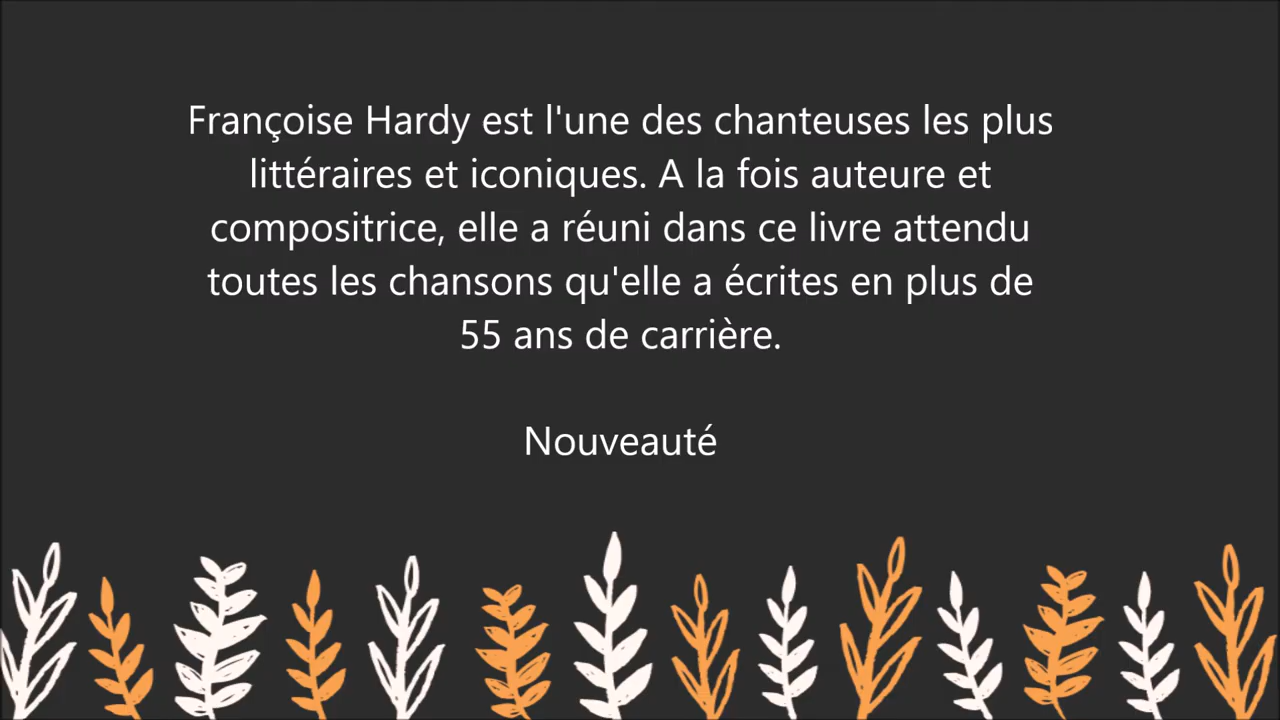 Françoise Hardy est l'une des chanteuses les plus
littéraires et iconiques. A la fois auteure et
compositrice, elle a réuni dans ce livre attendu
toutes les chansons qu'elle a écrites en plus de
55 ans de carrière.
Nouveauté